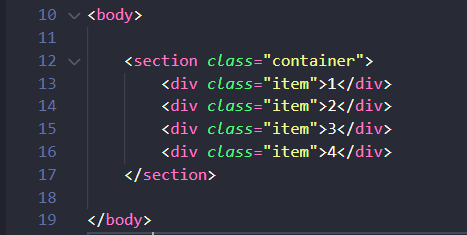 10 <body>
11
12 <section class="container">
13 <div class="item">1</div>
14 <div class="item">2</div>
15 <div class="item">3</div>
16 <div class="item">4</div>
17 </section>
18
19 </body>